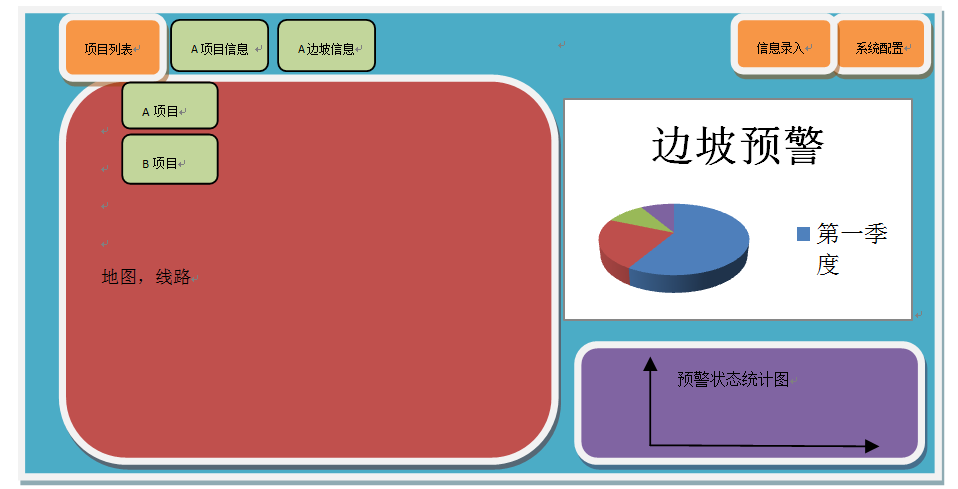 项目列表
A 项目信息
A 边坡信息
信息录入
系统配置
A 项目
B 项目
地图，线路
边坡预警
第一季
度
预警状态统计图